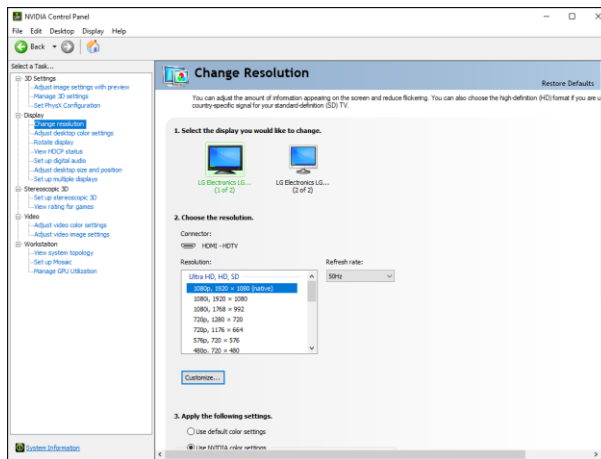 NVIDIA Control Panel
File Edit Desktop Display Help
Back
Select a Task...
3D Settings
Adjust image settings with preview
Manage 3D settings
Set PhysX Configuration
Display
Change resolution
Adjust desktop color settings
Rotate display
View HDCP status
Set up digital audio
Adjust desktop size and position
Set up multiple displays
Stereoscopic 3D
Set up stereoscopic 3D
View rating for games
Video
Adjust video color settings
Adjust video image settings
Workstation
View system topology
Set up Mosaic
Manage GPU Utilization
System Information
Change Resolution
Restore Defaults
You can adjust the amount of information appearing on the screen and reduce flickering. You can also choose the high-definition (HD) format if you are u
country-specific signal for your standard-definition (SD) TV.
1. Select the display you would like to change.
LG Electronics LG... LG Electronics LG...
(1 of 2) (2 of 2)
2. Choose the resolution.
Connector:
HDMI - HDTV
Resolution: Refresh rate:
Ultra HD, HD, SD 50Hz
1080p, 1920 × 1080 (native)
1080i, 1920 × 1080
1080i, 1768 × 992
720p, 1280 × 720
720p, 1176 × 664
576p, 720 × 576
480p, 720 × 480
Customize...
3. Apply the following settings.
Use default color settings
Use NVIDIA color settings